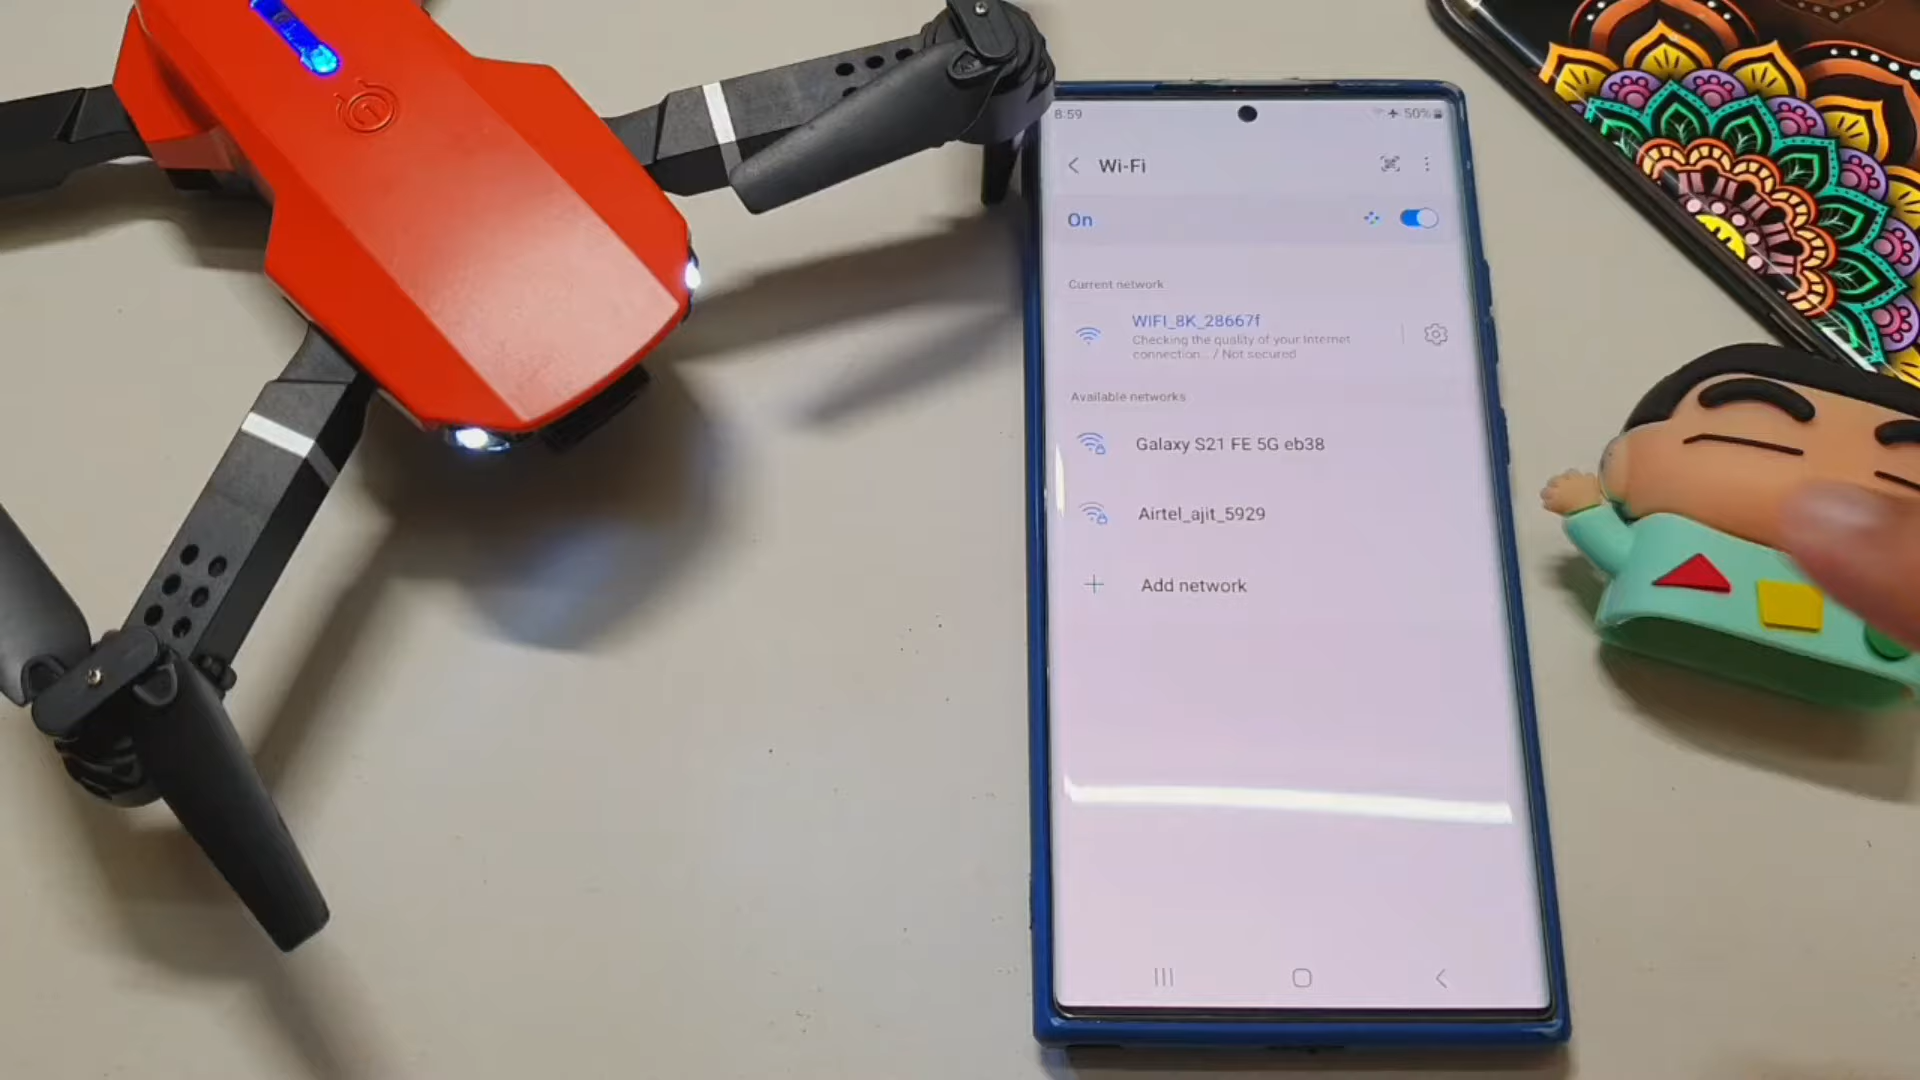 8:59
50%
Wi-Fi
On
Current network
WIFI_8K_28667f
Checking the quality of your Internet
connection... / Not secured
Available networks
Galaxy S21 FE 5G eb38
Airtel_ajit_5929
Add network